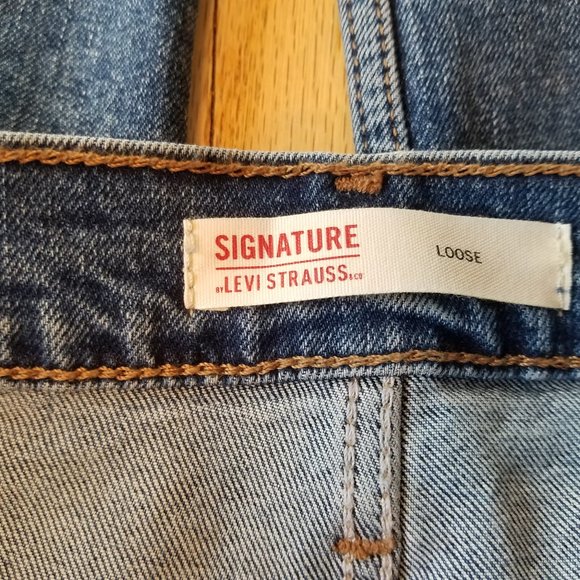 SIGNATURE
BY LEVI STRAUSS & CO
LOOSE